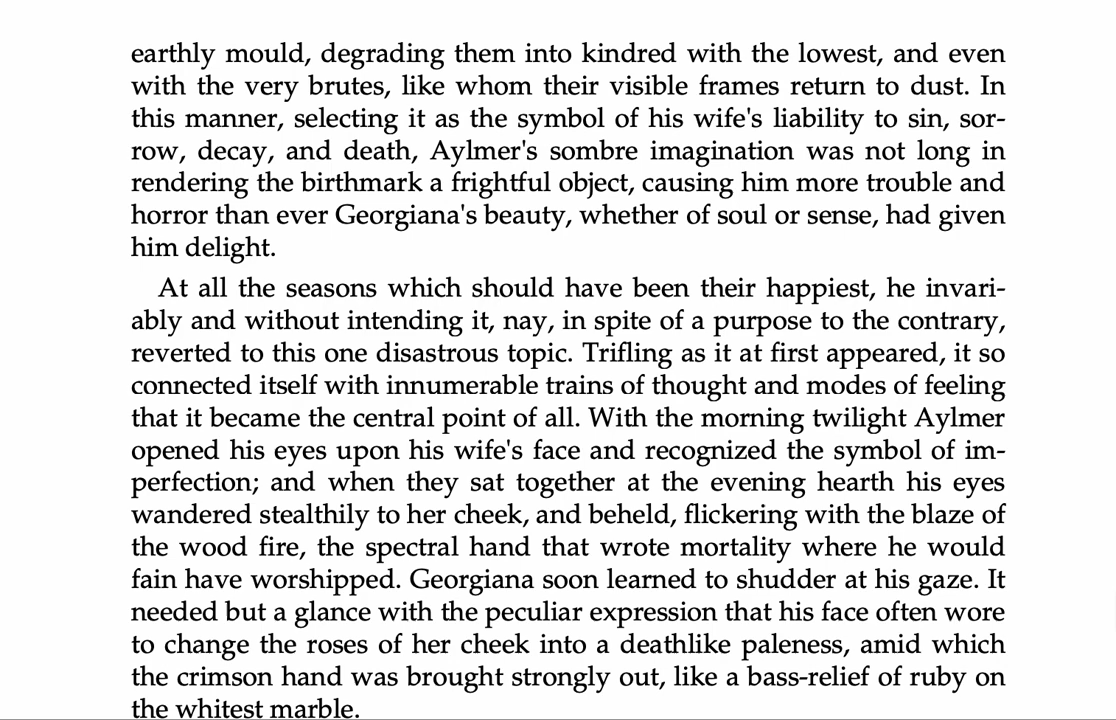 earthly mould, degrading them into kindred with the lowest, and even
with the very brutes, like whom their visible frames return to dust. In
this manner, selecting it as the symbol of his wife's liability to sin, sor-
row, decay, and death, Aylmer's sombre imagination was not long in
rendering the birthmark a frightful object, causing him more trouble and
horror than ever Georgiana's beauty, whether of soul or sense, had given
him delight.
At all the seasons which should have been their happiest, he invari-
ably and without intending it, nay, in spite of a purpose to the contrary,
reverted to this one disastrous topic. Trifling as it at first appeared, it so
connected itself with innumerable trains of thought and modes of feeling
that it became the central point of all. With the morning twilight Aylmer
opened his eyes upon his wife's face and recognized the symbol of im-
perfection; and when they sat together at the evening hearth his eyes
wandered stealthily to her cheek, and beheld, flickering with the blaze of
the wood fire, the spectral hand that wrote mortality where he would
fain have worshipped. Georgiana soon learned to shudder at his gaze. It
needed but a glance with the peculiar expression that his face often wore
to change the roses of her cheek into a deathlike paleness, amid which
the crimson hand was brought strongly out, like a bass-relief of ruby on
the whitest marble.